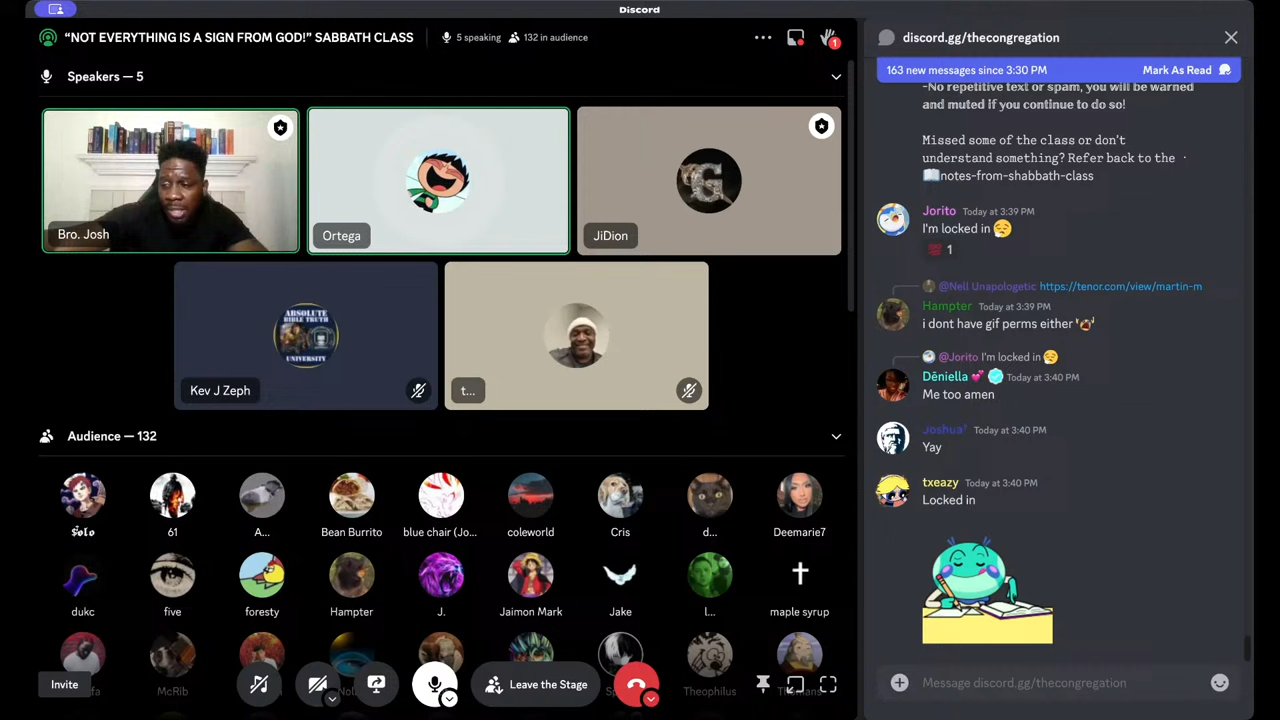 Discord
“NOT EVERYTHING IS A SIGN FROM GOD!” SABBATH CLASS
5 speaking
132 in audience
1
Speakers — 5
Bro. Josh
Ortega
JiDion
ABSOLUTE
BIBLE TRUTH
UNIVERSITY
Kev J Zeph
t...
Audience — 132
Solo
61
A...
Bean Burrito
blue chair (Jo...
coleworld
Cris
d...
Deemarie7
dukc
five
foresty
Hampter
J.
Jaimon Mark
Jake
l...
maple syrup
McRib
Theophilus
Invite
Leave the Stage
discord.gg/thecongregation
163 new messages since 3:30 PM
Mark As Read
-No repetitive text or spam, you will be warned
and muted if you continue to do so!
Missed some of the class or don't
understand something? Refer back to the
📖notes-from-shabbath-class
Jorito Today at 3:39 PM
I'm locked in 😌
💯 1
@Nell Unapologetic https://tenor.com/view/martin-m
Hampter Today at 3:39 PM
i dont have gif perms either
@Jorito I'm locked in 😌
Dēniella 💕 Today at 3:40 PM
Me too amen
Joshua' Today at 3:40 PM
Yay
txeazy Today at 3:40 PM
Locked in
Message discord.gg/thecongregation